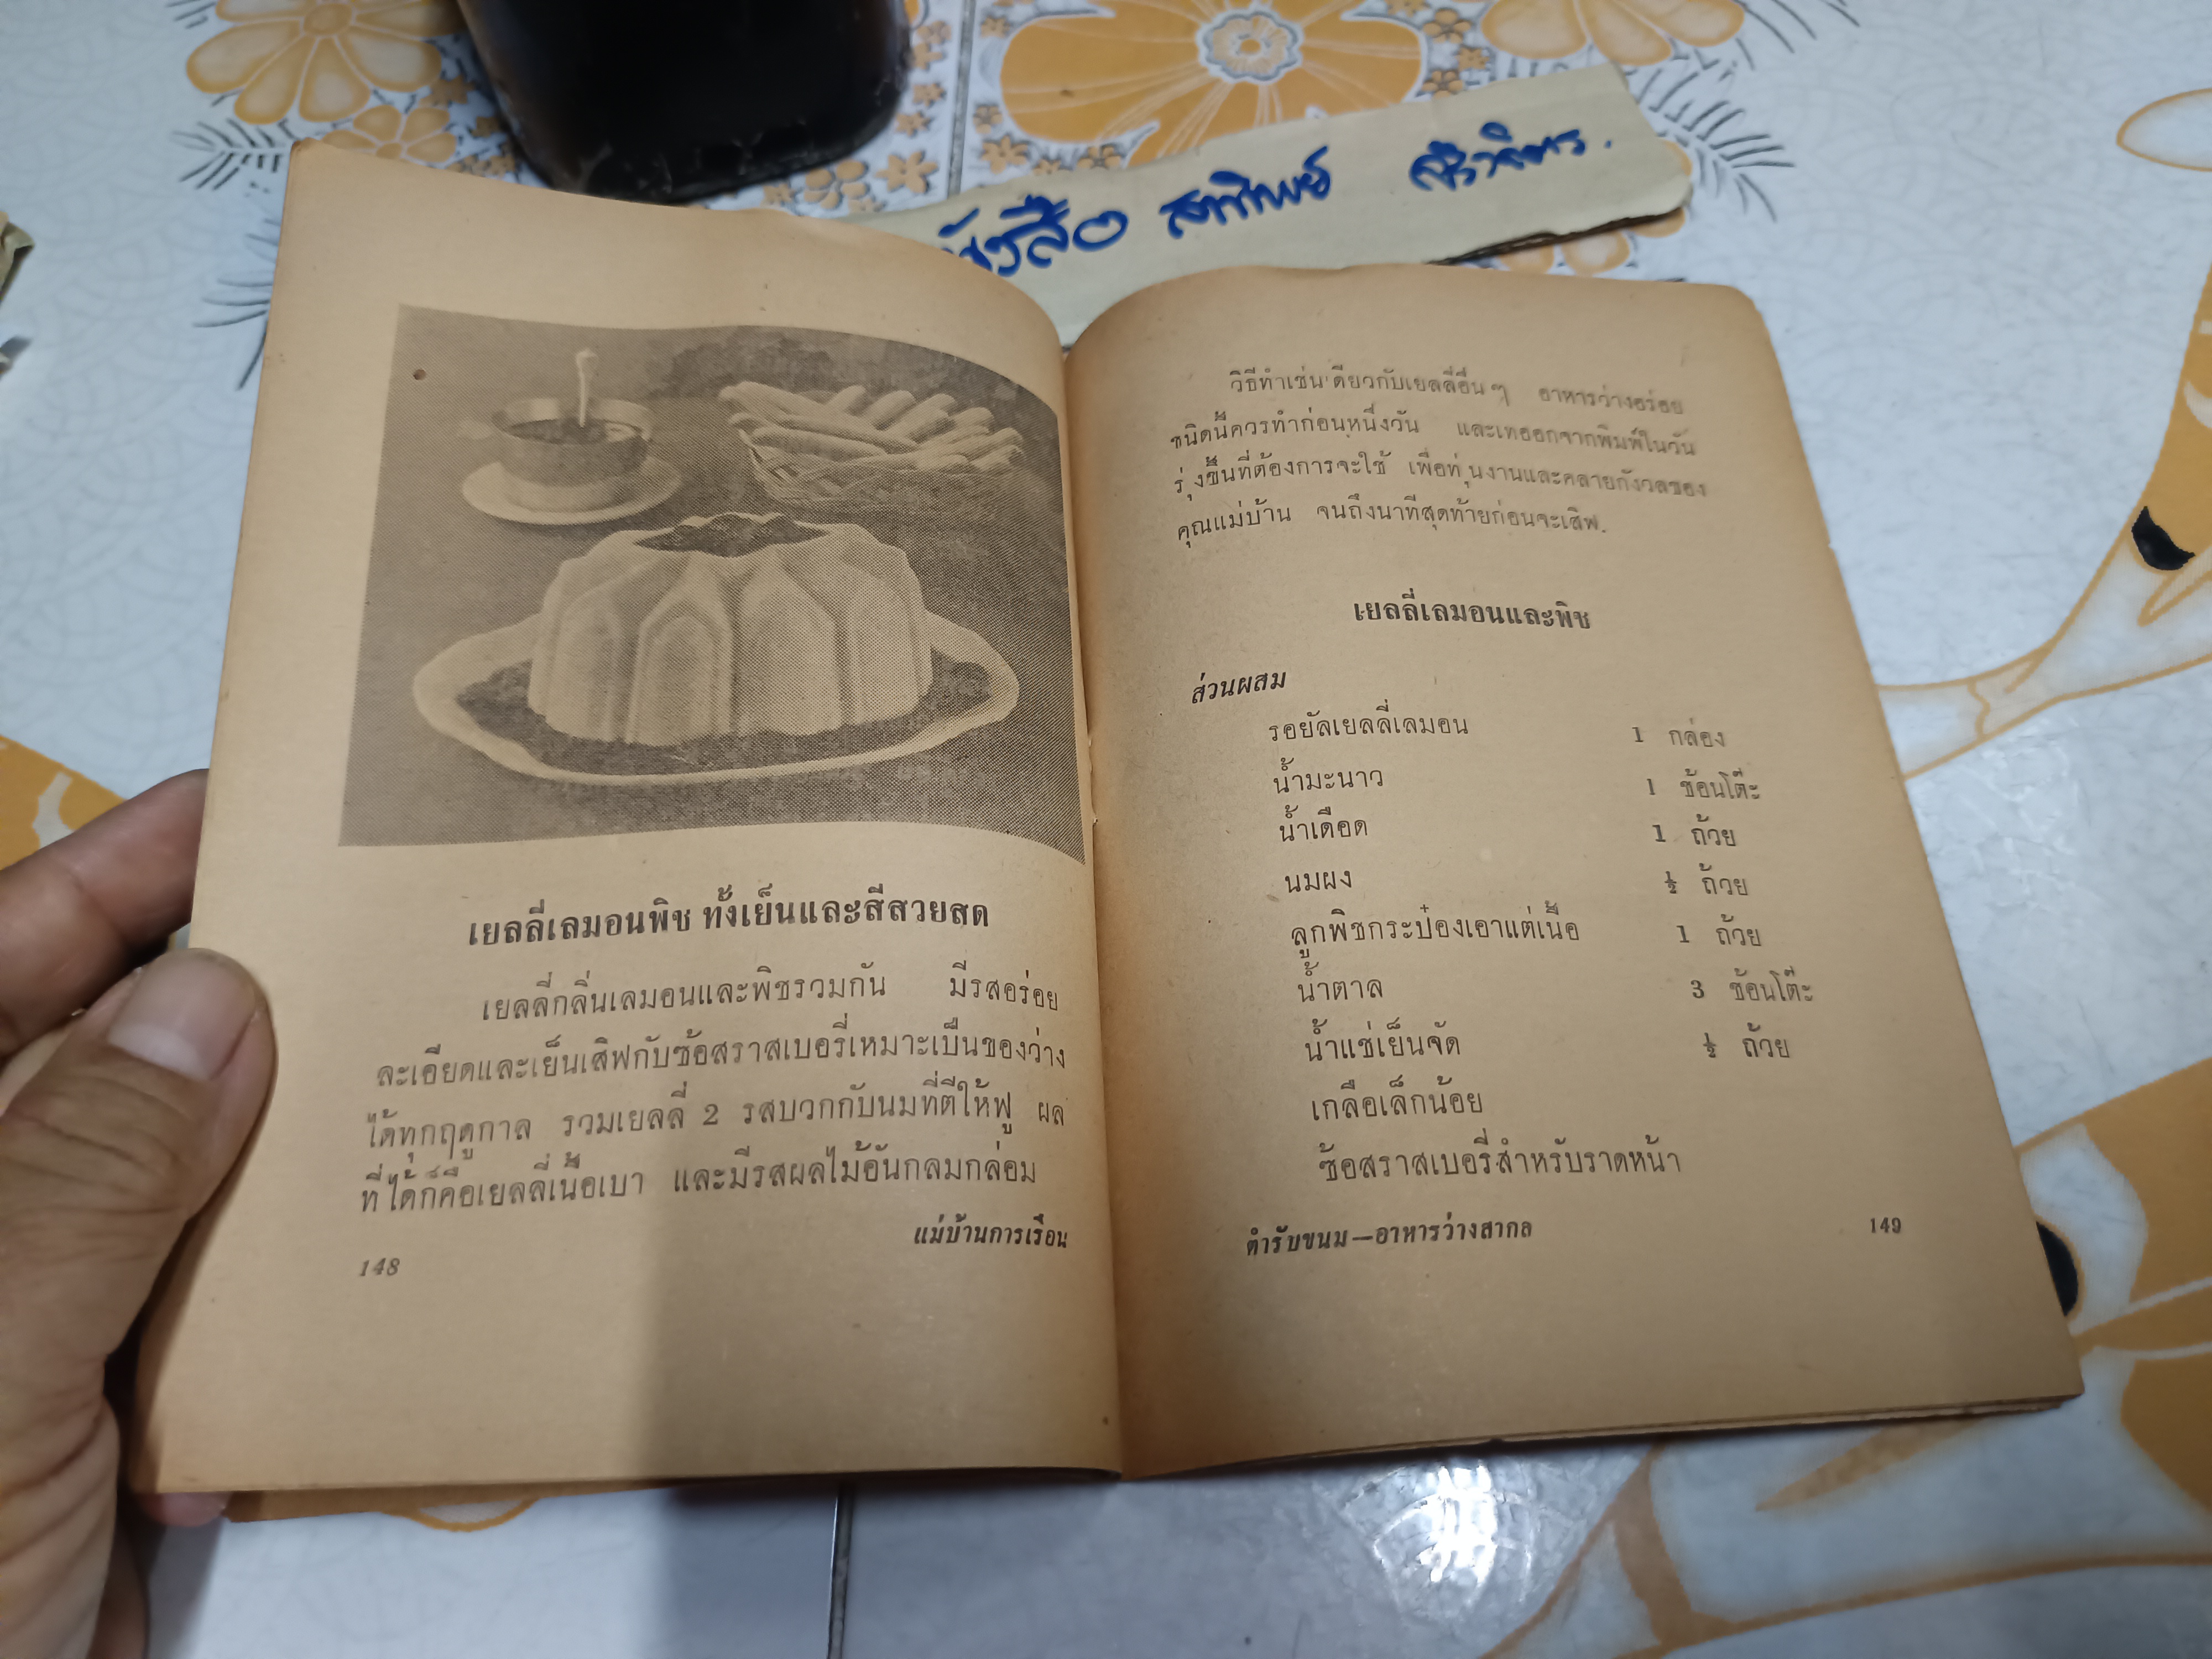 สาทิพย์
เยลลี่เลมอนพิช ทั้งเย็นและสีสวยสด
เยลลี่กลิ่นเลมอนและพิชรวมกัน มีรสอร่อย
ละเอียดและเย็นเสิฟกับซ้อสราสเบอรี่เหมาะเป็นของว่าง
ได้ทุกฤดูกาล รวมเยลลี่ 2 รสบวกกับนมที่ตีให้ฟู ผล
ที่ได้ก็คือเยลลี่เนื้อเบา และมีรสผลไม้อันกลมกล่อม
แม่บ้านการเรือน
148
วิธีทำเช่นเดียวกับเยลลี่อื่นๆ อาหารว่างอร่อย
ชนิดนี้ควรทำก่อนหนึ่งวัน และเทออกจากพิมพ์ในวัน
รุ่งขึ้นที่ต้องการจะใช้ เพื่อทุ่นงานและคลายกังวลของ
คุณแม่บ้าน จนถึงนาทีสุดท้ายก่อนจะเสิฟ.
เยลลี่เลมอนและพิช
ส่วนผสม
รอยัลเยลลี่เลมอน 1 กล่อง
น้ำมะนาว 1 ช้อนโต๊ะ
น้ำเดือด 1 ถ้วย
นมผง ½ ถ้วย
ลูกพิชกระป๋องเอาแต่เนื้อ 1 ถ้วย
น้ำตาล 3 ช้อนโต๊ะ
น้ำแช่เย็นจัด ½ ถ้วย
เกลือเล็กน้อย
ซ้อสราสเบอรี่สำหรับราดหน้า
ตำรับขนม—อาหารว่างสากล 149